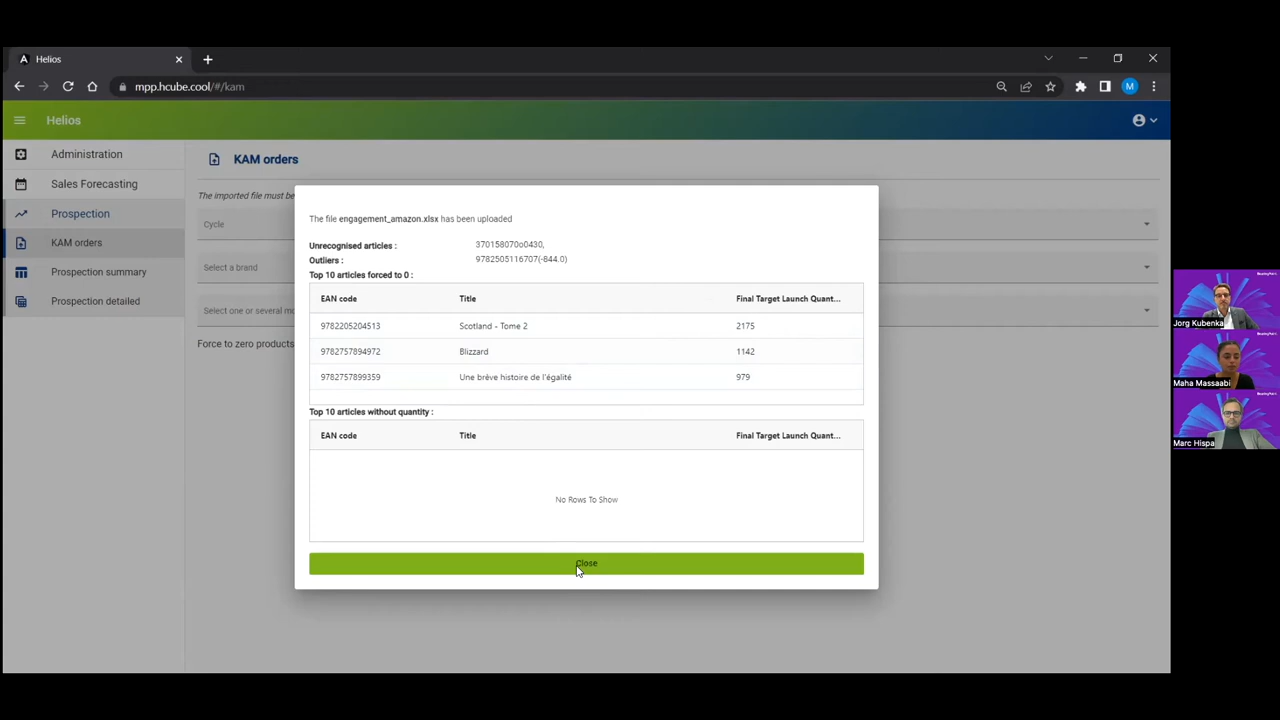 Helios
mpp.hcube.cool/#/kam
M
Helios
Administration
Sales Forecasting
Prospection
KAM orders
Prospection summary
Prospection detailed
KAM orders
The imported file must be
Cycle
Select a brand
Select one or several mo
Force to zero products
The file engagement_amazon.xlsx has been uploaded
Unrecognised articles : 370158070o0430,
Outliers : 9782505116707(-844.0)
Top 10 articles forced to 0 :
EAN code Title Final Target Launch Quant...
9782205204513 Scotland - Tome 2 2175
9782757894972 Blizzard 1142
9782757899359 Une brève histoire de l'égalité 979
Top 10 articles without quantity :
EAN code Title Final Target Launch Quant...
No Rows To Show
Close
Jorg Kubenka
Maha Massaabi
Marc Hispa